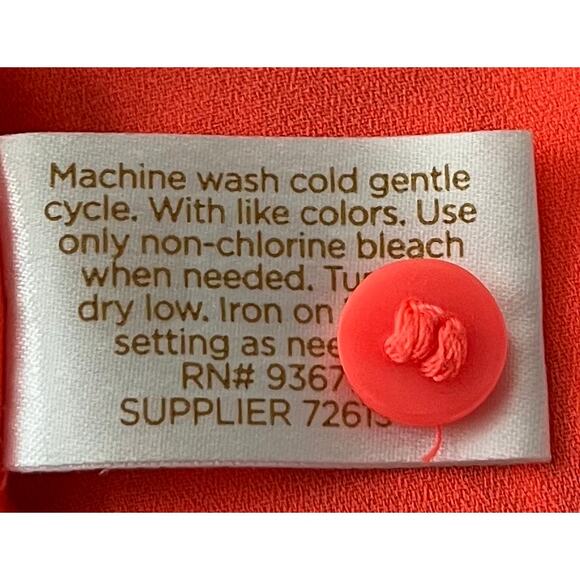 Machine wash cold gentle
cycle. With like colors. Use
only non-chlorine bleach
when needed.
dry low. Iron on
setting as
RN#
SUPPLIER